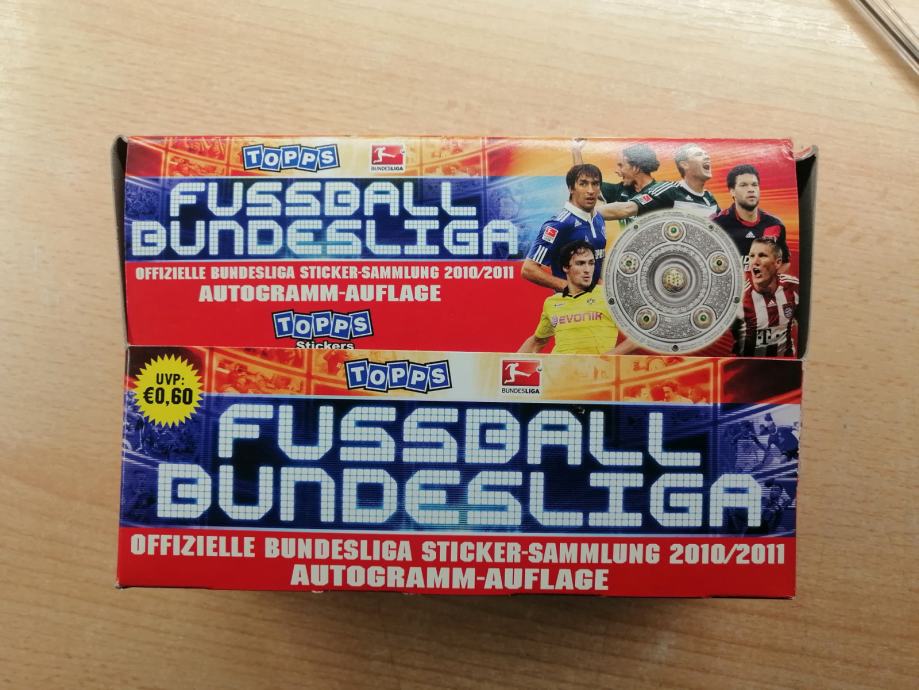 TOPPS
BUNDESLIGA
FUSSBALL
BUNDESLIGA
OFFIZIELLE BUNDESLIGA STICKER-SAMMLUNG 2010/2011
AUTOGRAMM-AUFLAGE
TOPPS
Stickers
EVONIK
T
UVP:
€0,60
TOPPS
BUNDESLIGA
FUSSBALL
BUNDESLIGA
OFFIZIELLE BUNDESLIGA STICKER-SAMMLUNG 2010/2011
AUTOGRAMM-AUFLAGE